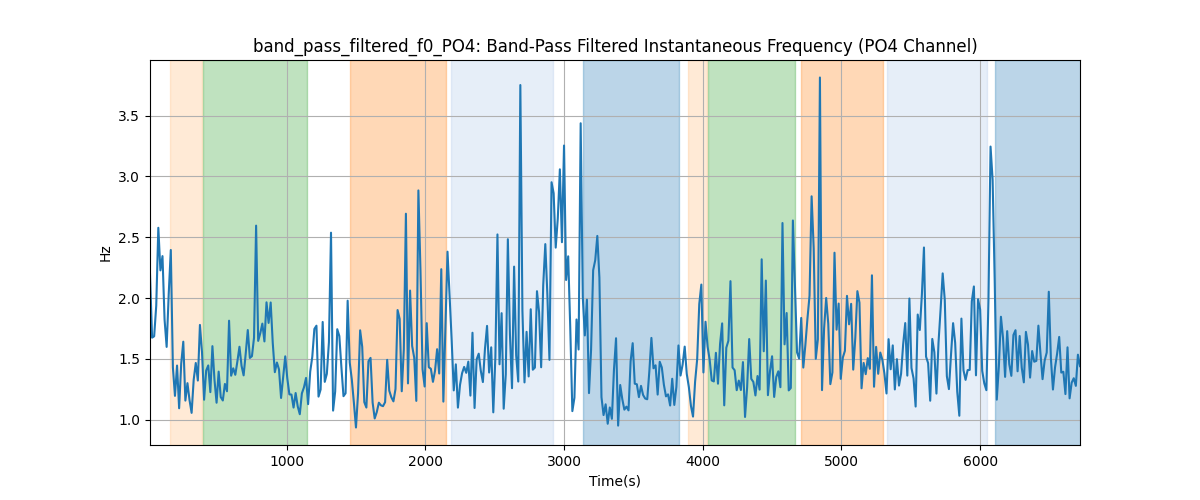 band_pass_filtered_f0_PO4: Band-Pass Filtered Instantaneous Frequency (PO4 Channel)
3.5
3.0
2.5
2.0
1.5
1.0
Hz
1000 2000 3000 4000 5000 6000
Time(s)